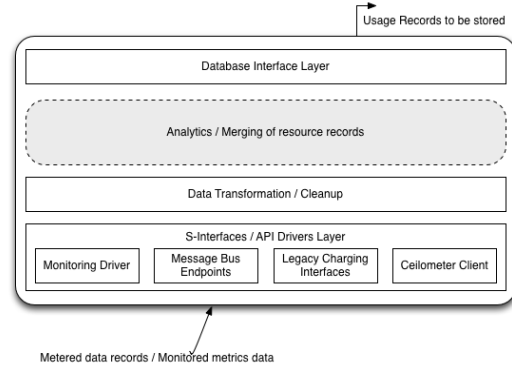 Usage Records to be stored
Database Interface Layer
Analytics / Merging of resource records
Data Transformation / Cleanup
S-Interfaces / API Drivers Layer
Monitoring Driver
Message Bus
Endpoints
Legacy Charging
Interfaces
Ceilometer Client
Metered data records / Monitored metrics data